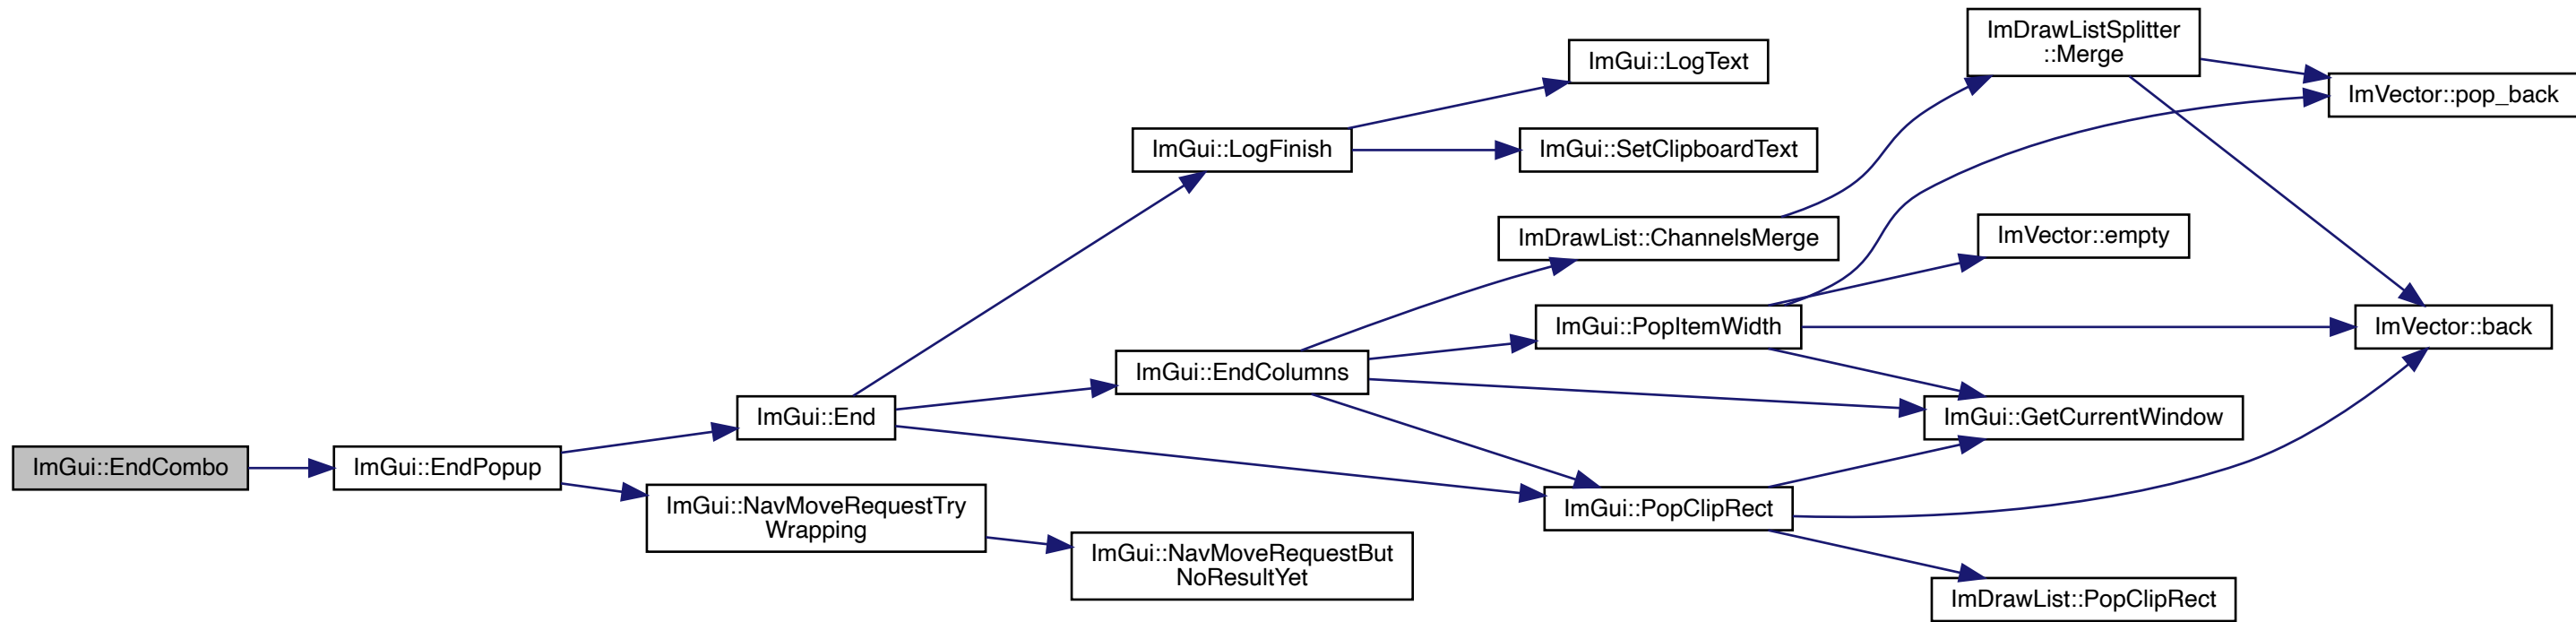 ImGui::EndCombo
ImGui::EndPopup
ImGui::End
ImGui::NavMoveRequestTry
Wrapping
ImGui::LogFinish
ImGui::EndColumns
ImGui::NavMoveRequestBut
NoResultYet
ImGui::LogText
ImGui::SetClipboardText
ImDrawList::ChannelsMerge
ImGui::PopItemWidth
ImGui::PopClipRect
ImDrawListSplitter
::Merge
ImVector::empty
ImGui::GetCurrentWindow
ImDrawList::PopClipRect
ImVector::pop_back
ImVector::back